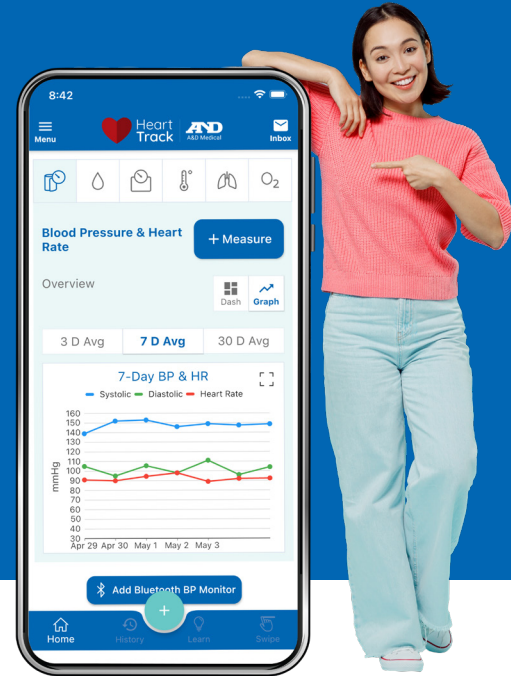 8:42
Menu
Heart
Track
AND
A&D Medical
Inbox
O2
Blood Pressure & Heart
Rate
+ Measure
Overview
Dash
Graph
3 D Avg
7 D Avg
30 D Avg
7-Day BP & HR
Systolic
Diastolic
Heart Rate
mmHg
160
150
140
130
120
110
100
90
80
70
60
50
40
30
Apr 29
Apr 30
May 1
May 2
May 3
Add Bluetooth BP Monitor
+
Home
History
Learn
Swipe